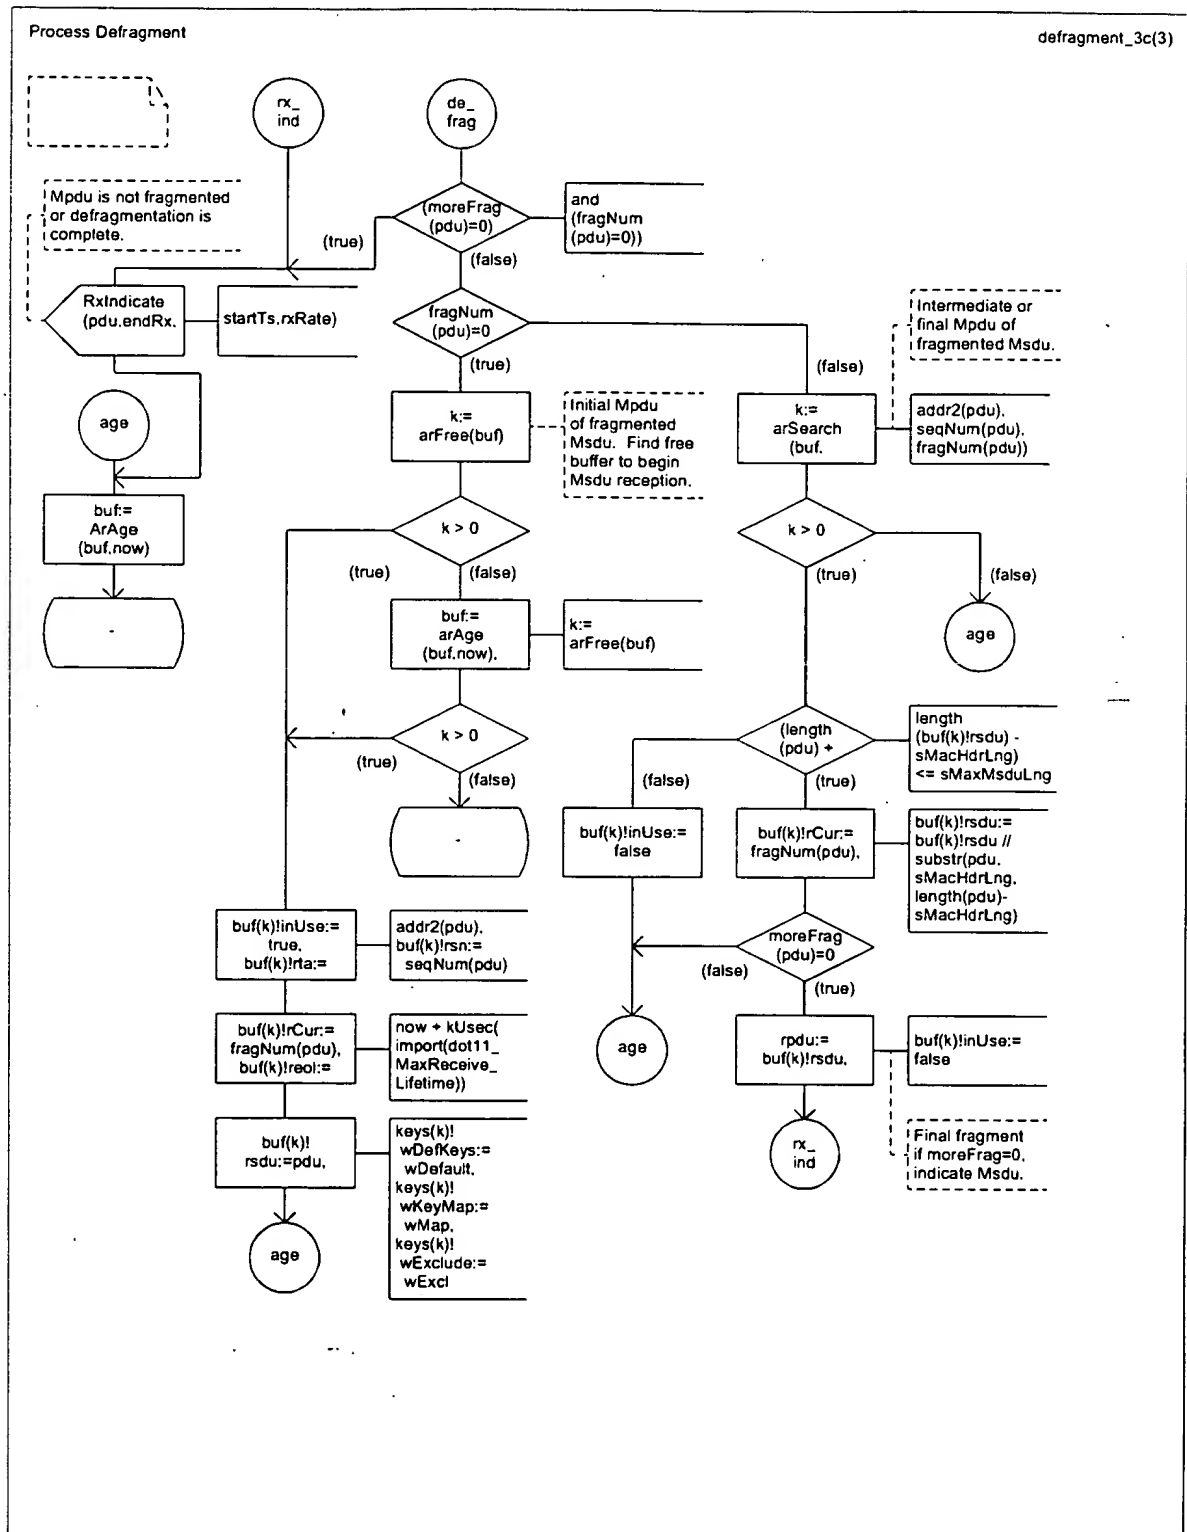 Process Defragment
defragment_3c(3)
rx_
ind
de_
frag
Mpdu is not fragmented
or defragmentation is
complete.
(moreFrag
(pdu)=0)
and
(fragNum
(pdu)=0))
(true)
(false)
RxIndicate
(pdu,endRx,
startTs,rxRate)
fragNum
(pdu)=0
(true)
(false)
Intermediate or
final Mpdu of
fragmented Msdu.
age
k:=
arFree(buf)
Initial Mpdu
of fragmented
Msdu. Find free
buffer to begin
Msdu reception.
k:=
arSearch
(buf,
addr2(pdu),
seqNum(pdu),
fragNum(pdu))
buf:=
ArAge
(buf,now)
-
k > 0
(true)
(false)
k > 0
(true)
(false)
age
buf:=
arAge
(buf,now),
k:=
arFree(buf)
k > 0
(true)
(false)
-
(length
(pdu) +
length
(buf(k)!rsdu) -
sMacHdrLng)
<= sMaxMsduLng
(false)
(true)
buf(k)!inUse:=
false
buf(k)!rCur:=
fragNum(pdu),
buf(k)!rsdu:=
buf(k)!rsdu //
substr(pdu,
sMacHdrLng,
length(pdu)-
sMacHdrLng)
buf(k)!inUse:=
true,
buf(k)!rta:=
addr2(pdu),
buf(k)!rsn:=
seqNum(pdu)
moreFrag
(pdu)=0
(false)
(true)
buf(k)!rCur:=
fragNum(pdu),
buf(k)!reol:=
now + kUsec(
import(dot11_
MaxReceive_
Lifetime))
age
rpdu:=
buf(k)!rsdu,
buf(k)!inUse:=
false
buf(k)!
rsdu:=pdu,
keys(k)!
wDefKeys:=
wDefault,
keys(k)!
wKeyMap:=
wMap,
keys(k)!
wExclude:=
wExcl
rx_
ind
Final fragment
if moreFrag=0,
indicate Msdu.
age